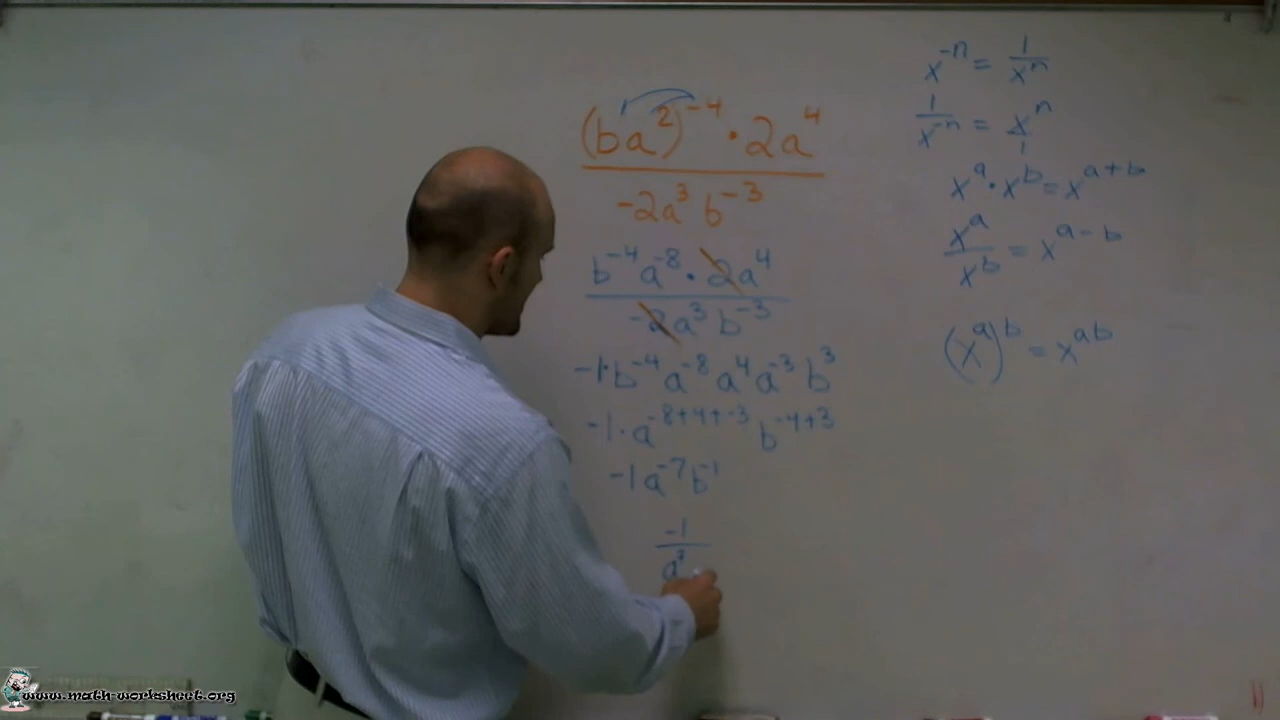 (ba²)⁻⁴ · 2a⁴
-2a³ b⁻³
b⁻⁴ a⁻⁸ · 2a⁴
-2a³ b⁻³
-1·b⁻⁴ a⁻⁸ a⁴ a⁻³ b³
-1 · a⁻⁸⁺⁴⁺⁻³ b⁻⁴⁺³
-1a⁻⁷b⁻¹
-1
a⁷
x⁻ⁿ = 1/xⁿ
1/x⁻ⁿ = xⁿ/1
xᵃ · xᵇ = xᵃ⁺ᵇ
xᵃ/xᵇ = xᵃ⁻ᵇ
(xᵃ)ᵇ = xᵃᵇ
www.math-worksheet.org